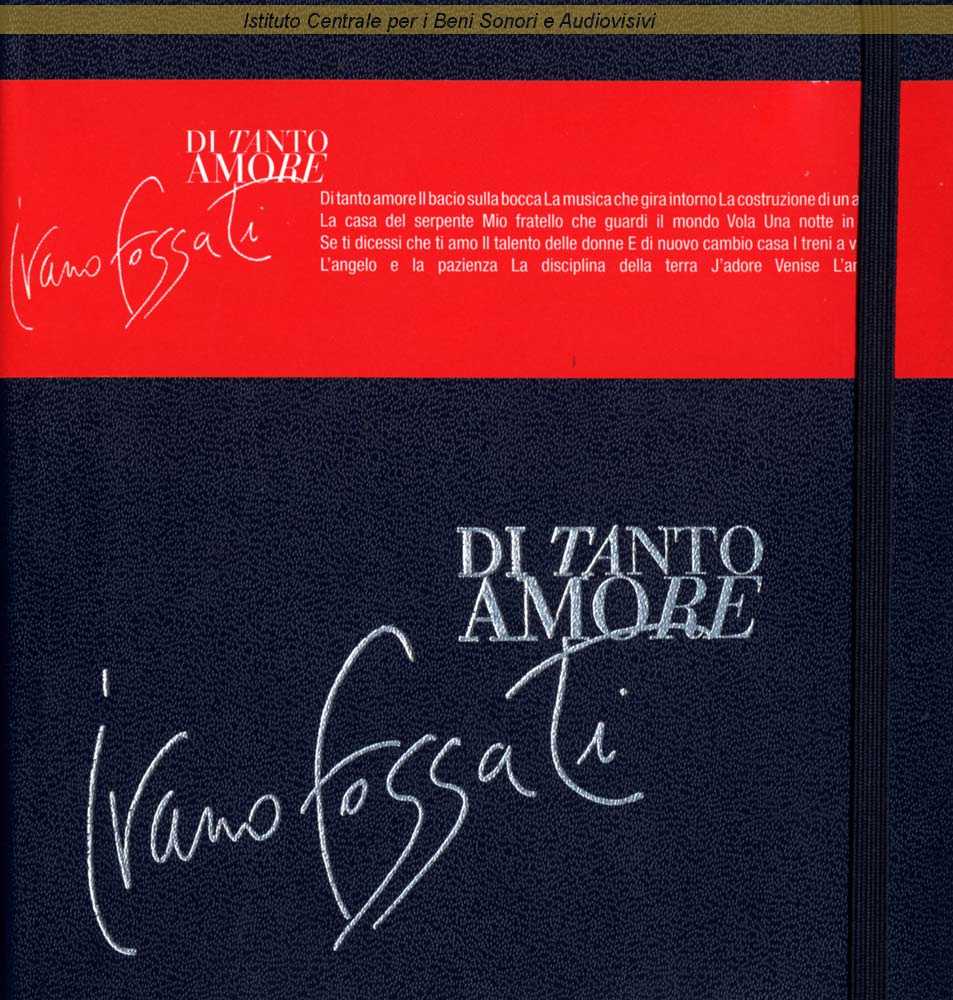 Istituto Centrale per i Beni Sonori e Audiovisivi
DI TANTO
AMORE
Ivano Fossati
Di tanto amore Il bacio sulla bocca La musica che gira intorno La costruzione di un a
La casa del serpente Mio fratello che guardi il mondo Vola Una notte in
Se ti dicessi che ti amo Il talento delle donne E di nuovo cambio casa I treni a v
L'angelo e la pazienza La disciplina della terra J'adore Venise L'a
DI TANTO
AMORE
Ivano Fossati